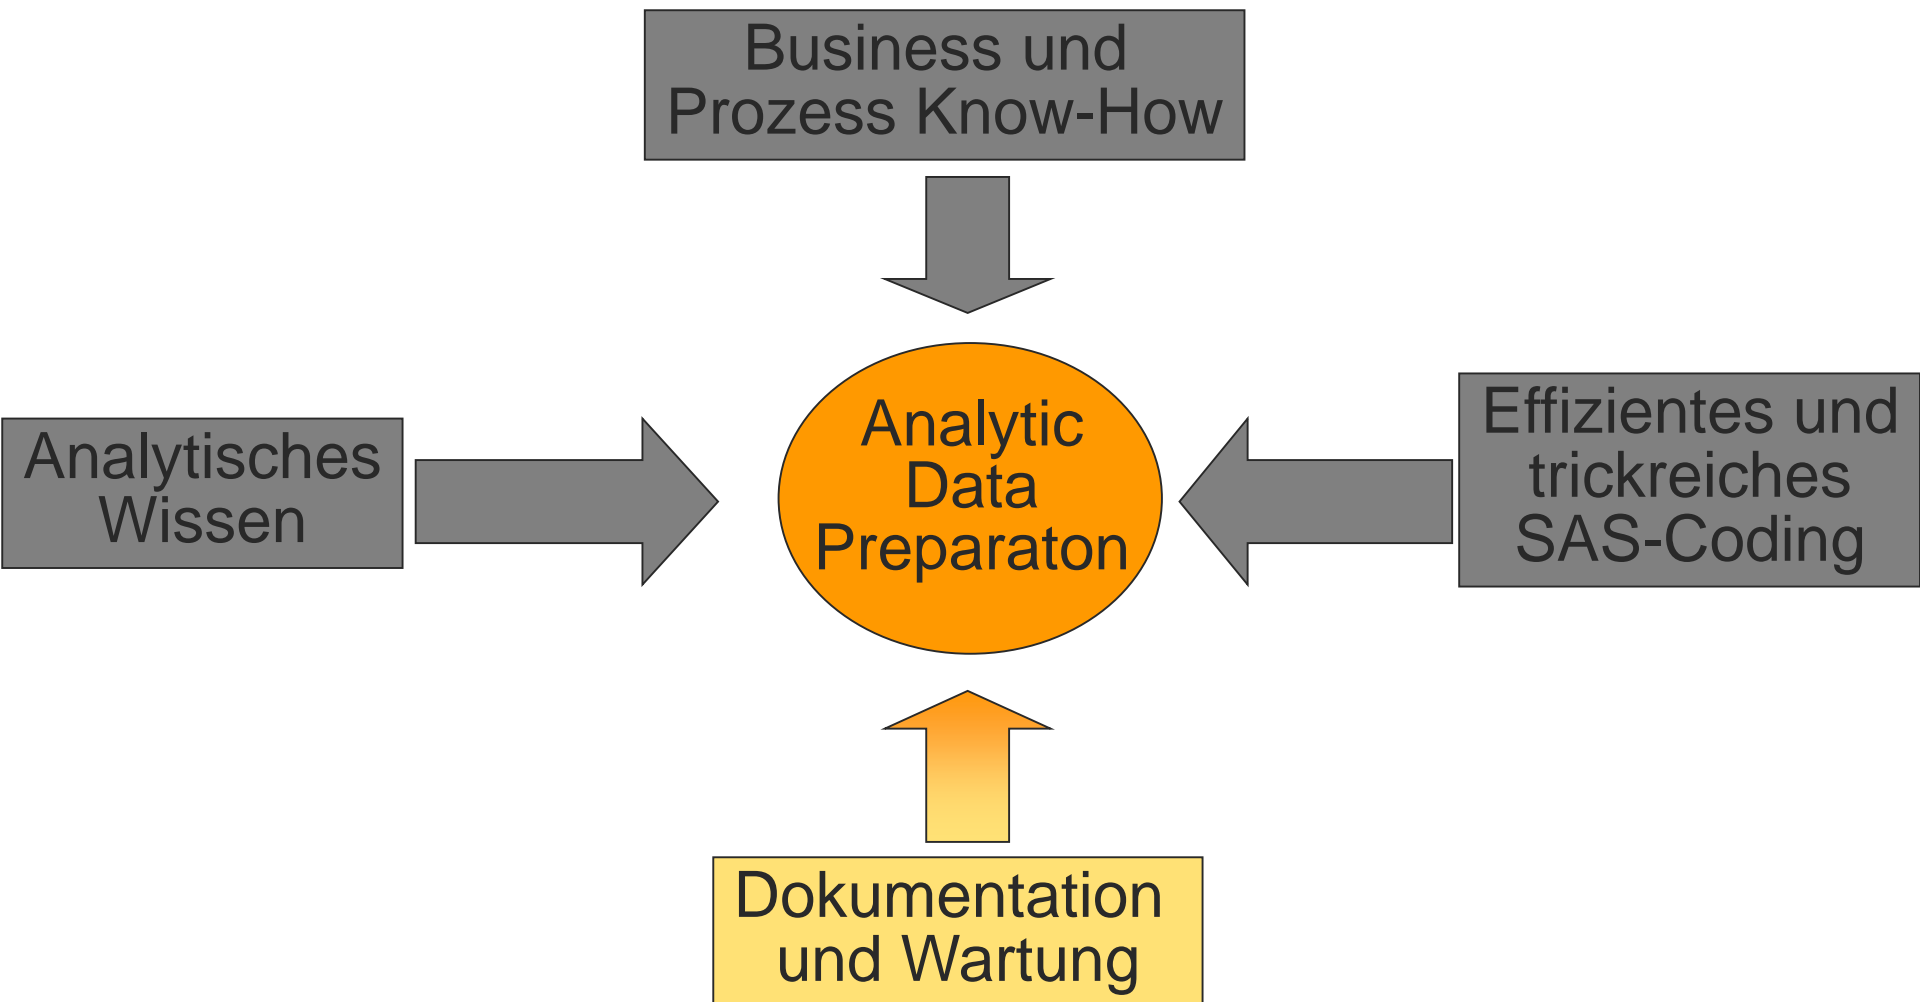 Business und
Prozess Know-How
Analytisches
Wissen
Analytic
Data
Preparaton
Effizientes und
trickreiches
SAS-Coding
Dokumentation
und Wartung